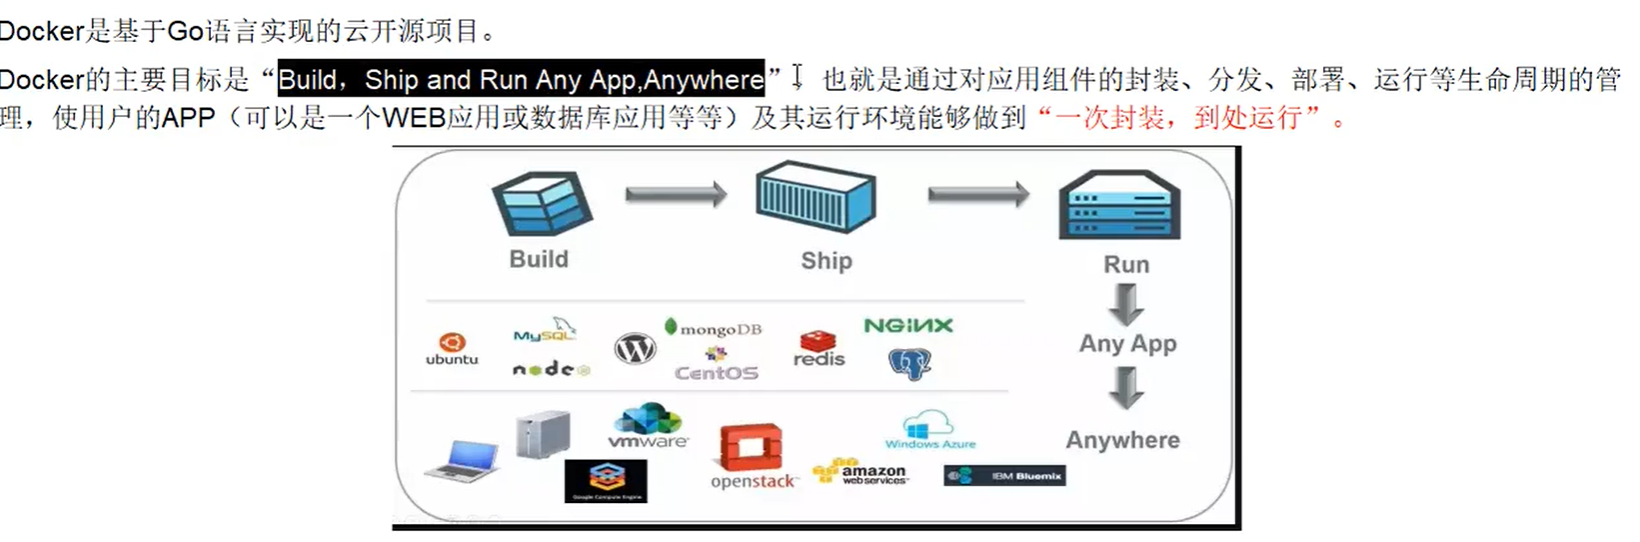 Docker是基于Go语言实现的云开源项目。
Docker的主要目标是“Build，Ship and Run Any App,Anywhere”，也就是通过对应用组件的封装、分发、部署、运行等生命周期的管
理，使用户的APP（可以是一个WEB应用或数据库应用等等）及其运行环境能够做到“一次封装，到处运行”。
Build
Ship
Run
ubuntu
MySQL
node
mongoDB
CentOS
redis
NGiNX
Any App
vmware
Google Compute Engine
openstack
Windows Azure
amazon
webservices
IBM Bluemix
Anywhere